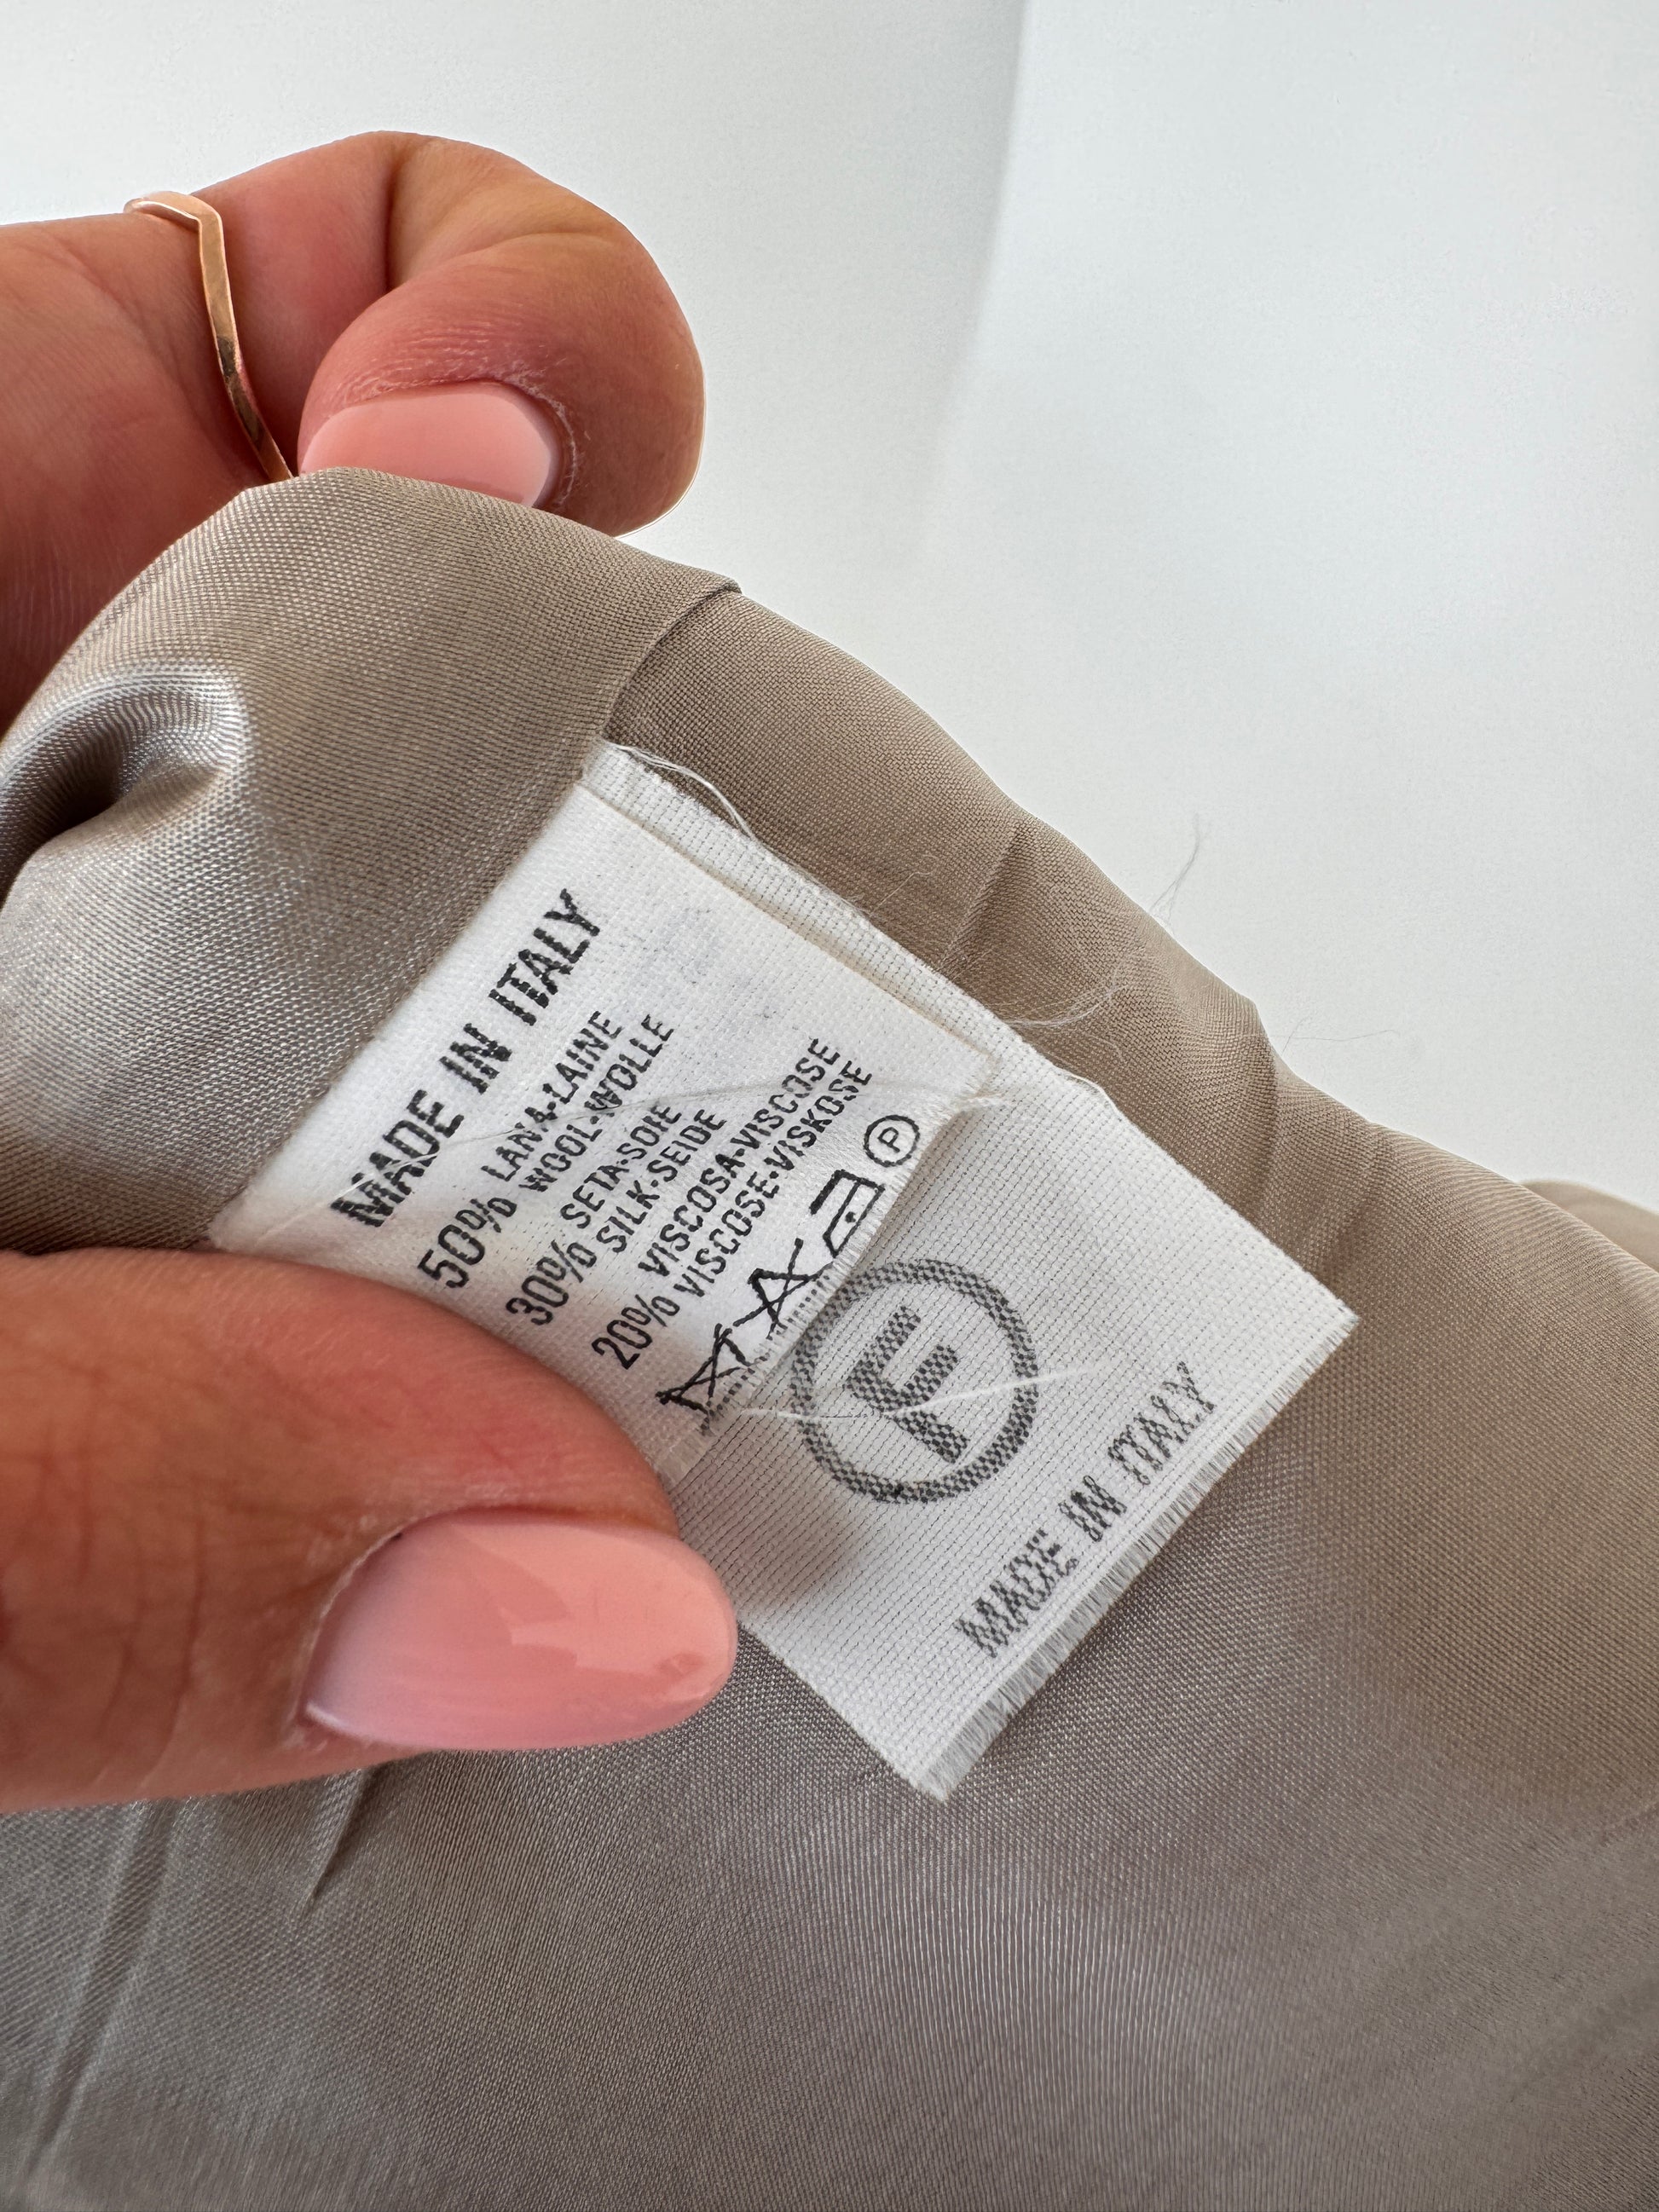 MADE IN ITALY
50% LANA·LAINE
WOOL·WOLLE
30% SETA·SOIE
SILK·SEIDE
VISCOSA·VISCOSE
20% VISCOSE·VISKOSE
P
F
MADE IN ITALY